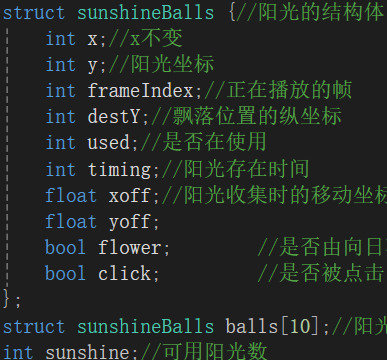 struct sunshineBalls {//阳光的结构体
int x;//x不变
int y;//阳光坐标
int frameIndex;//正在播放的帧
int destY;//飘落位置的纵坐标
int used;//是否在使用
int timing;//阳光存在时间
float xoff;//阳光收集时的移动坐标
float yoff;
bool flower; //是否由向日
bool click; //是否被点击
};
struct sunshineBalls balls[10];//阳光
int sunshine;//可用阳光数